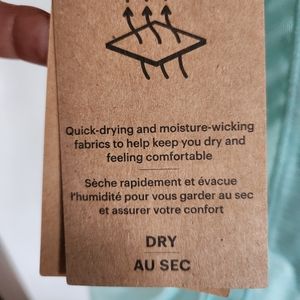 Quick-drying and moisture-wicking
fabrics to help keep you dry and
feeling comfortable
Sèche rapidement et évacue
l'humidité pour vous garder au sec
et assurer votre confort
DRY
AU SEC